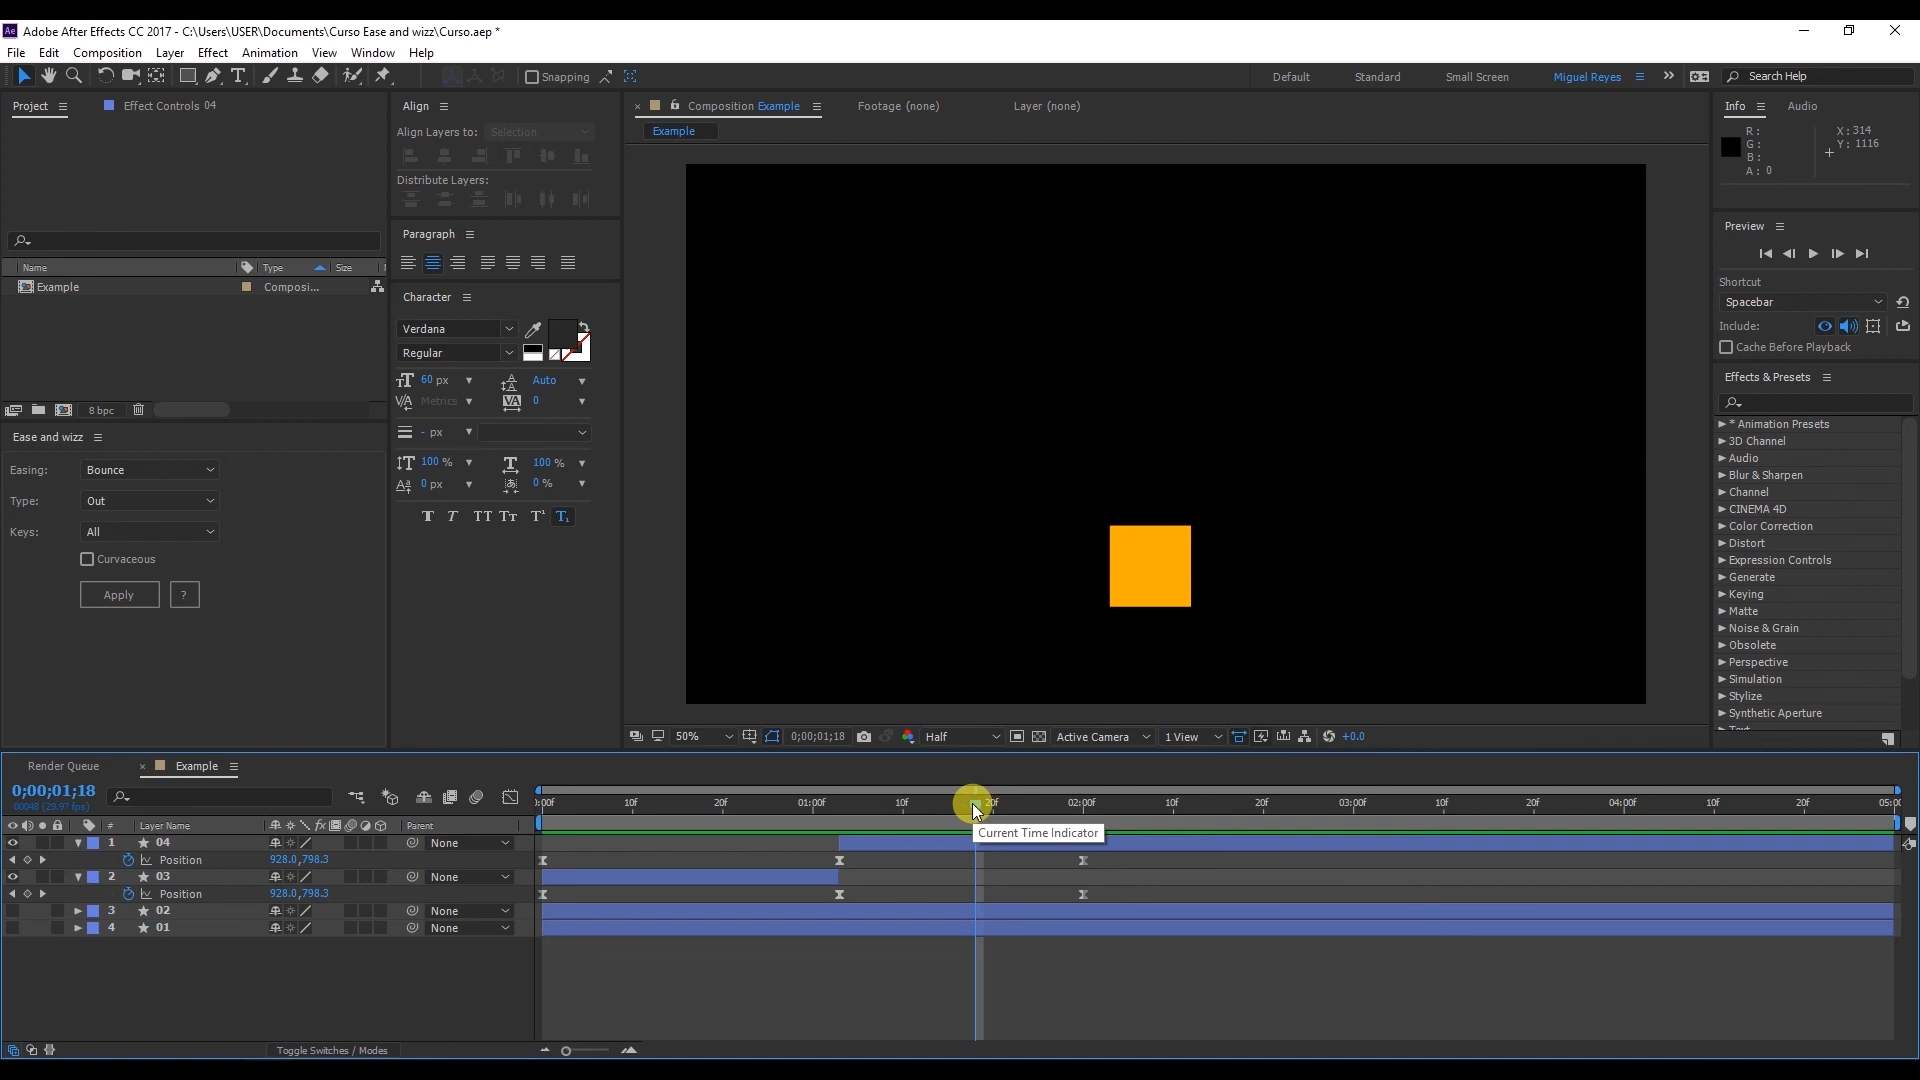 Adobe After Effects CC 2017 - C:\Users\USER\Documents\Curso Ease and wizz\Curso.aep *
File Edit Composition Layer Effect Animation View Window Help
Snapping Default Standard Small Screen Miguel Reyes Search Help
Project Effect Controls 04
Name Type Size
Example Composi...
8 bpc
Ease and wizz
Easing: Bounce
Type: Out
Keys: All
Curvaceous
Apply ?
Align
Align Layers to: Selection
Distribute Layers:
Paragraph
Character
Verdana
Regular
60 px Auto
Metrics 0
- px
100 % 100 %
0 px 0 %
T T TT Tr T¹ T₁
Composition Example Footage (none) Layer (none)
Example
50% 0;00;01;18 Half Active Camera 1 View +0.0
Info Audio
R: X: 314
G: Y: 1116
B:
A: 0
Preview
Shortcut
Spacebar
Include:
Cache Before Playback
Effects & Presets
* Animation Presets
3D Channel
Audio
Blur & Sharpen
Channel
CINEMA 4D
Color Correction
Distort
Expression Controls
Generate
Keying
Matte
Noise & Grain
Obsolete
Perspective
Simulation
Stylize
Synthetic Aperture
Render Queue Example
0;00;01;18
00048 (29.97 fps)
:00f 10f 20f 01:00f 10f 20f 02:00f 10f 20f 03:00f 10f 20f 04:00f 10f 20f 05:0
# Layer Name fx Parent
Current Time Indicator
1 04 None
Position 928.0,798.3
2 03 None
Position 928.0,798.3
3 02 None
4 01 None
Toggle Switches / Modes